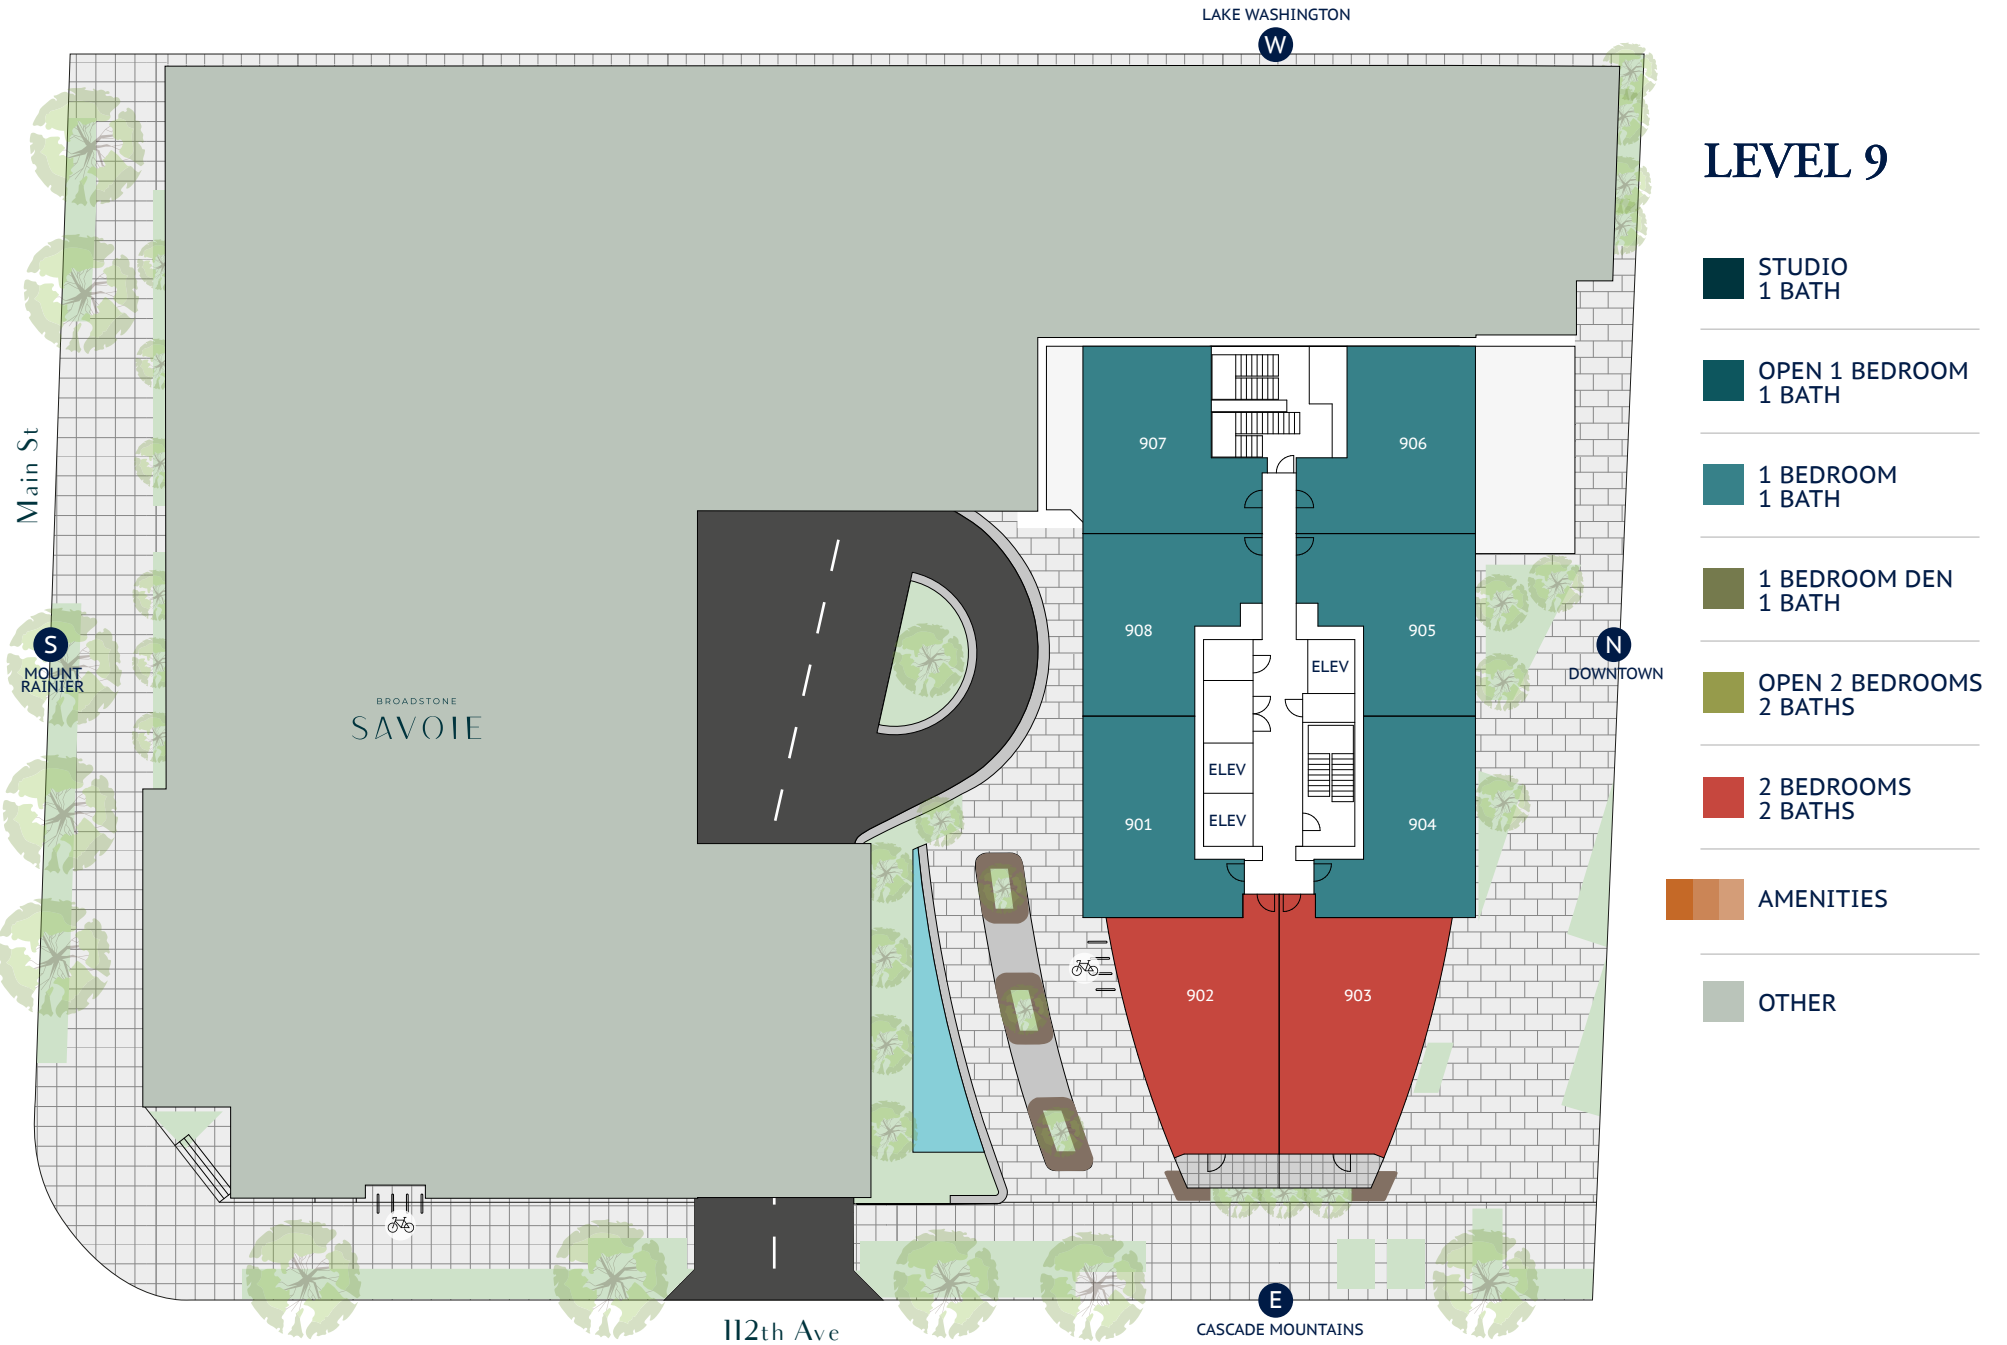 LAKE WASHINGTON
W
LEVEL 9
STUDIO
1 BATH
OPEN 1 BEDROOM
1 BATH
1 BEDROOM
1 BATH
1 BEDROOM DEN
1 BATH
OPEN 2 BEDROOMS
2 BATHS
2 BEDROOMS
2 BATHS
AMENITIES
OTHER
Main St
S
MOUNT
RAINIER
BROADSTONE
SAVOIE
907
906
908
905
ELEV
ELEV
ELEV
901
904
902
903
N
DOWNTOWN
112th Ave
E
CASCADE MOUNTAINS